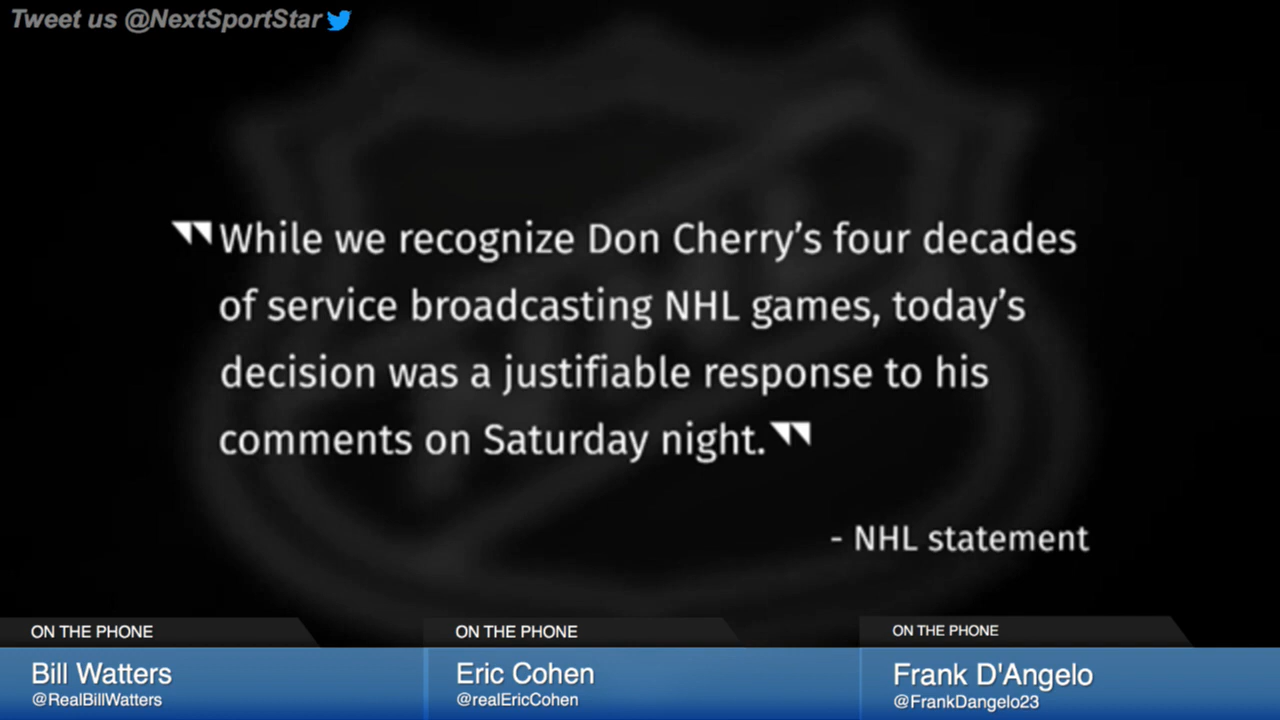 Tweet us @NextSportStar
While we recognize Don Cherry’s four decades
of service broadcasting NHL games, today’s
decision was a justifiable response to his
comments on Saturday night.
- NHL statement
ON THE PHONE
Bill Watters
@RealBillWatters
ON THE PHONE
Eric Cohen
@realEricCohen
ON THE PHONE
Frank D'Angelo
@FrankDangelo23